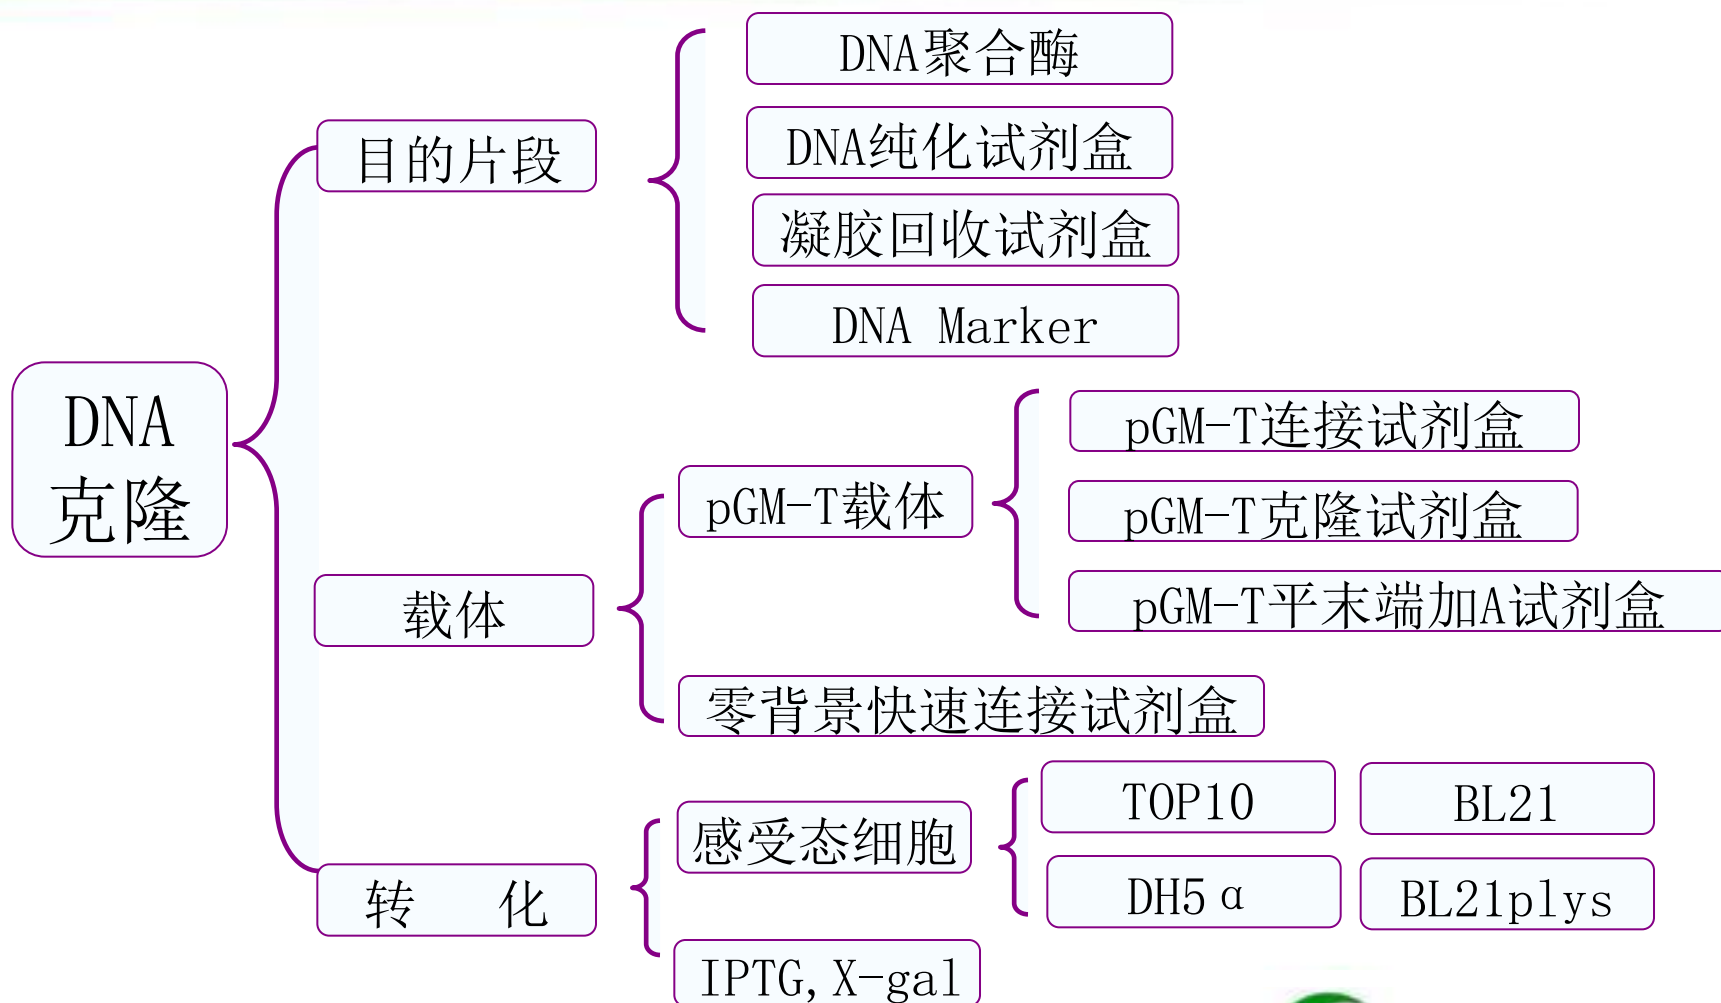 DNA
克隆
目的片段
DNA聚合酶
DNA纯化试剂盒
凝胶回收试剂盒
DNA Marker
载体
pGM-T载体
pGM-T连接试剂盒
pGM-T克隆试剂盒
pGM-T平末端加A试剂盒
零背景快速连接试剂盒
转 化
感受态细胞
TOP10
BL21
DH5α
BL21plys
IPTG, X-gal